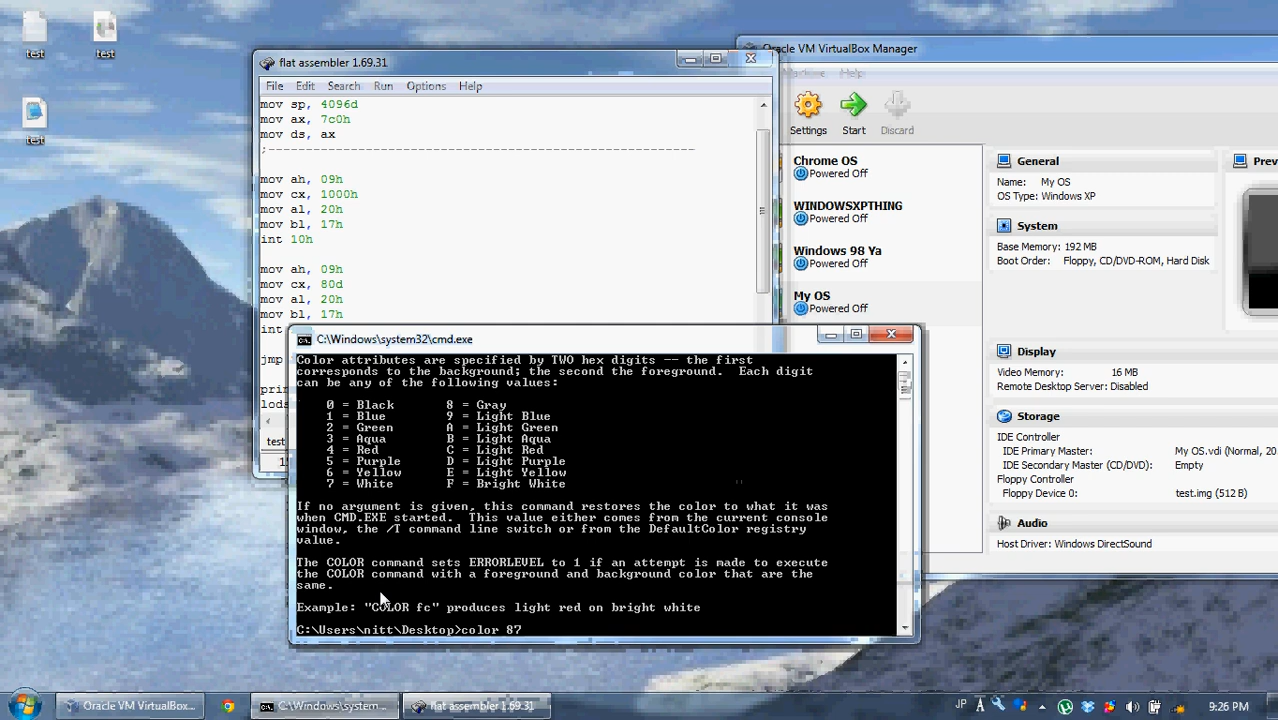 test
test
test
flat assembler 1.69.31
File Edit Search Run Options Help
mov sp, 4096d
mov ax, 7c0h
mov ds, ax
;----------------------------------------------------------
mov ah, 09h
mov cx, 1000h
mov al, 20h
mov bl, 17h
int 10h
mov ah, 09h
mov cx, 80d
mov al, 20h
mov bl, 17h
int
jmp
prin
lods
test
Oracle VM VirtualBox Manager
Machine Help
Settings Start Discard
Chrome OS
Powered Off
WINDOWSXPTHING
Powered Off
Windows 98 Ya
Powered Off
My OS
Powered Off
General
Name: My OS
OS Type: Windows XP
System
Base Memory: 192 MB
Boot Order: Floppy, CD/DVD-ROM, Hard Disk
Display
Video Memory: 16 MB
Remote Desktop Server: Disabled
Storage
IDE Controller
IDE Primary Master: My OS.vdi (Normal, 20
IDE Secondary Master (CD/DVD): Empty
Floppy Controller
Floppy Device 0: test.img (512 B)
Audio
Host Driver: Windows DirectSound
Prev
C:\Windows\system32\cmd.exe
Color attributes are specified by TWO hex digits -- the first
corresponds to the background; the second the foreground. Each digit
can be any of the following values:
0 = Black 8 = Gray
1 = Blue 9 = Light Blue
2 = Green A = Light Green
3 = Aqua B = Light Aqua
4 = Red C = Light Red
5 = Purple D = Light Purple
6 = Yellow E = Light Yellow
7 = White F = Bright White
If no argument is given, this command restores the color to what it was
when CMD.EXE started. This value either comes from the current console
window, the /T command line switch or from the DefaultColor registry
value.
The COLOR command sets ERRORLEVEL to 1 if an attempt is made to execute
the COLOR command with a foreground and background color that are the
same.
Example: "COLOR fc" produces light red on bright white
C:\Users\nitt\Desktop>color 87
Oracle VM VirtualBox... C:\Windows\system... flat assembler 1.69.31 JP 9:26 PM